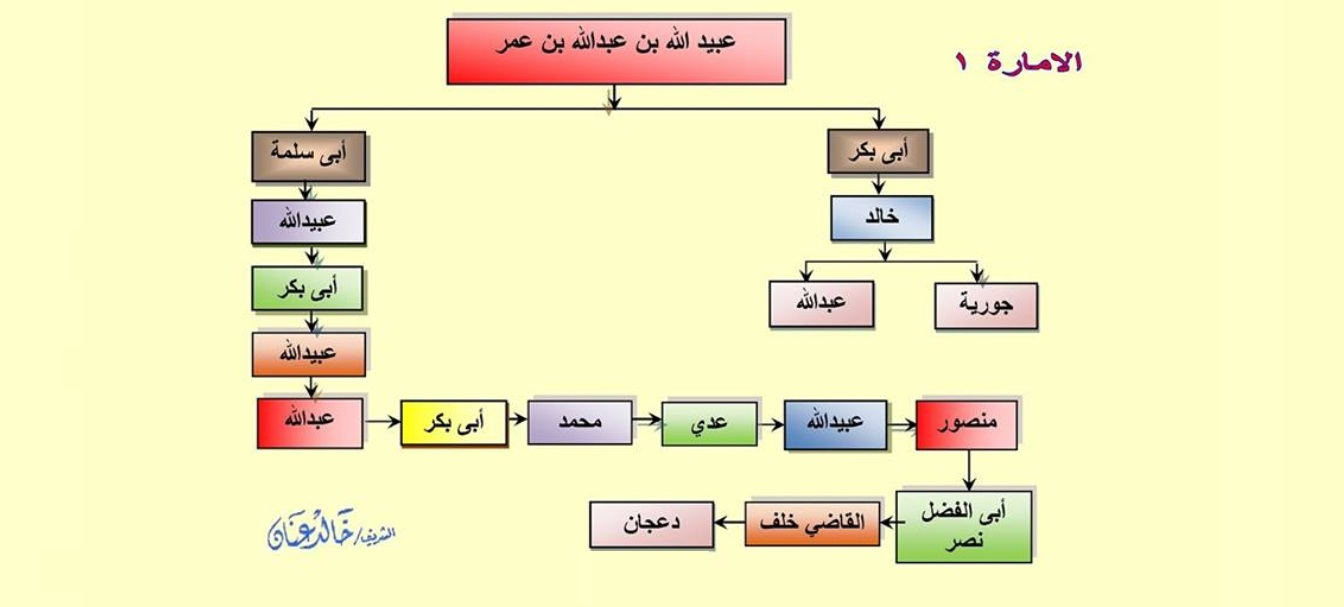 الامارة ١
عبيد الله بن عبدالله بن عمر
أبى بكر
خالد
جورية
عبدالله
أبى سلمة
عبيدالله
أبى بكر
عبيدالله
عبدالله
أبى بكر
محمد
عدي
عبيدالله
منصور
أبى الفضل
نصر
القاضي خلف
دعجان
الشريف/خالد عنان